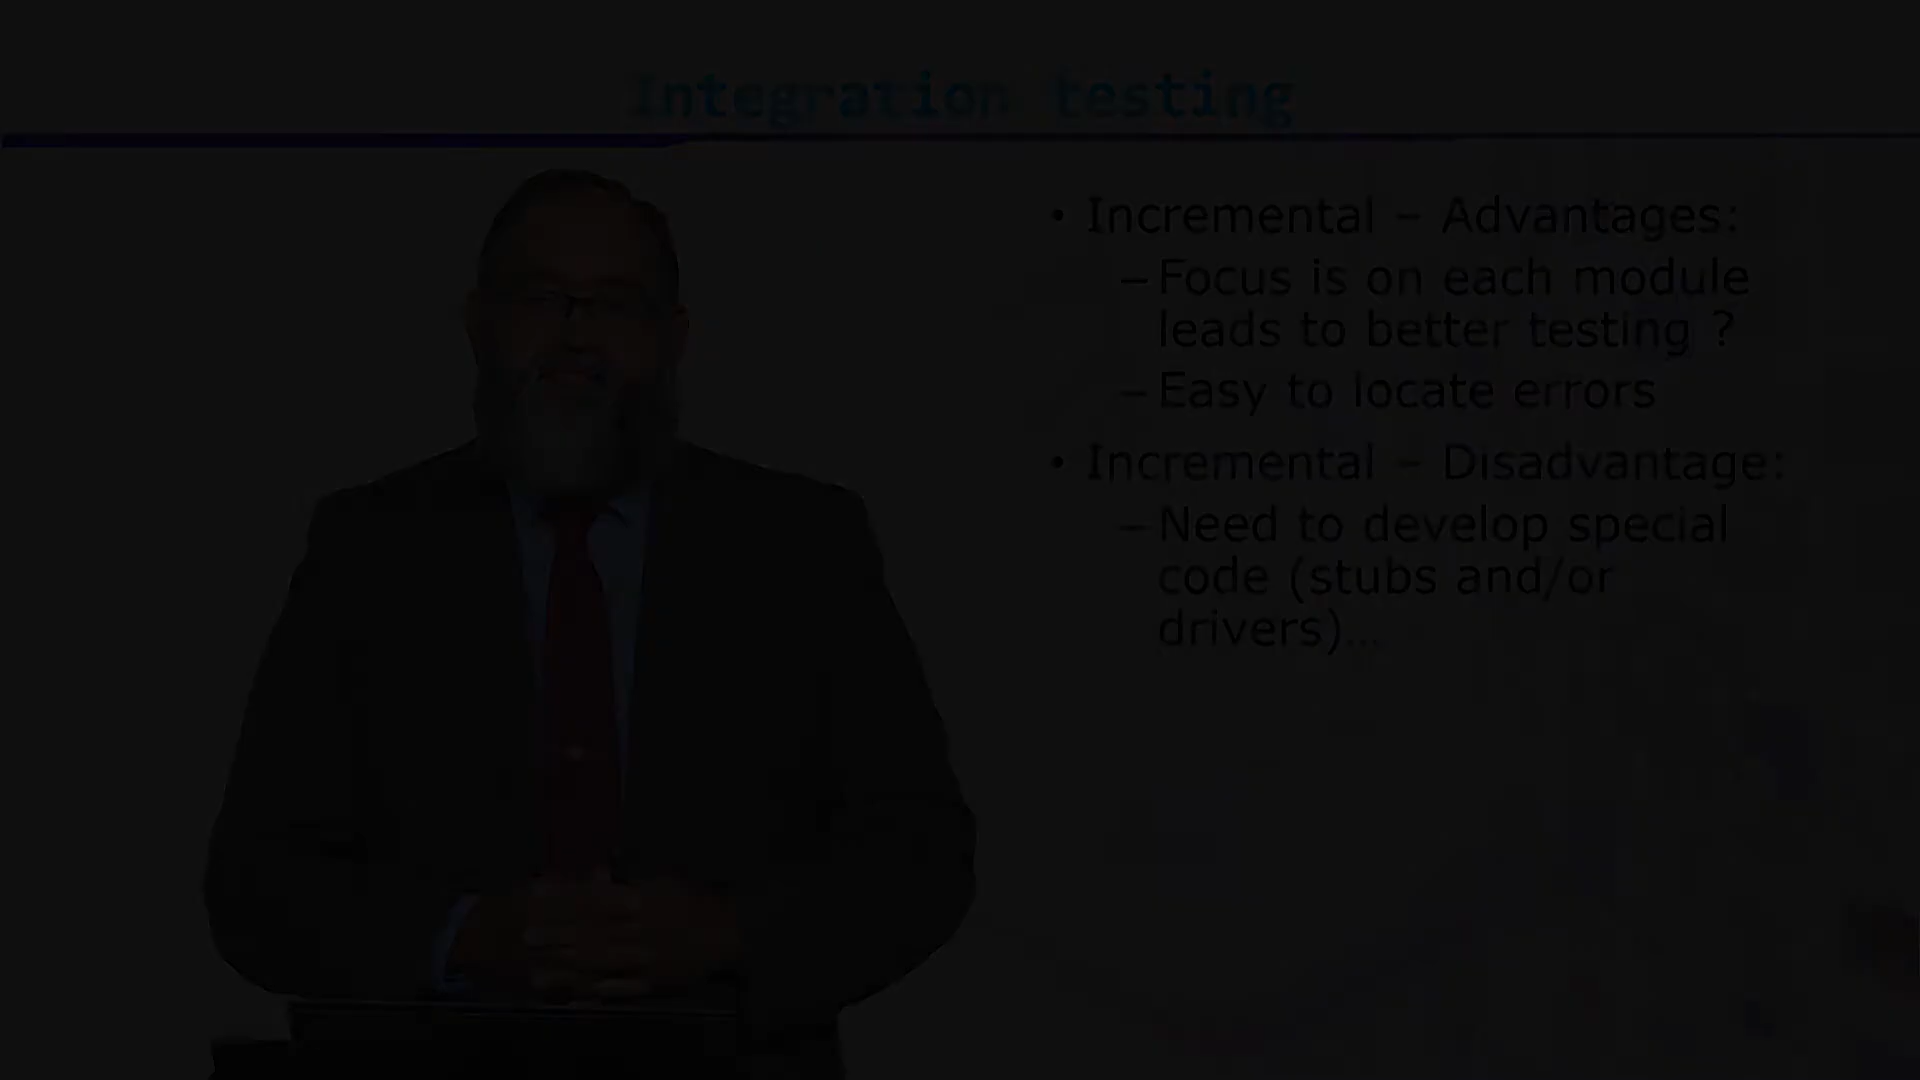 Integration testing
• Incremental – Advantages:
– Focus is on each module
leads to better testing ?
– Easy to locate errors
• Incremental – Disadvantage:
– Need to develop special
code (stubs and/or
drivers)...